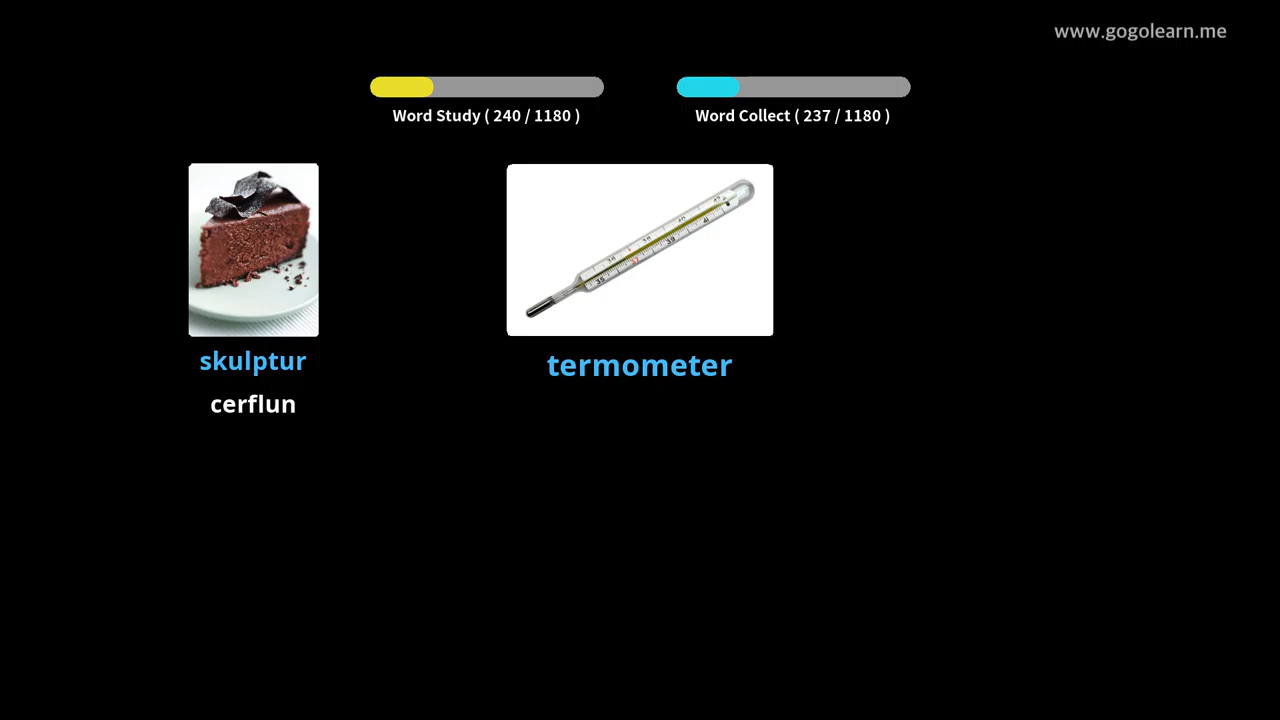 www.gogolearn.me
Word Study ( 240 / 1180 )
Word Collect ( 237 / 1180 )
skulptur
termometer
cerflun